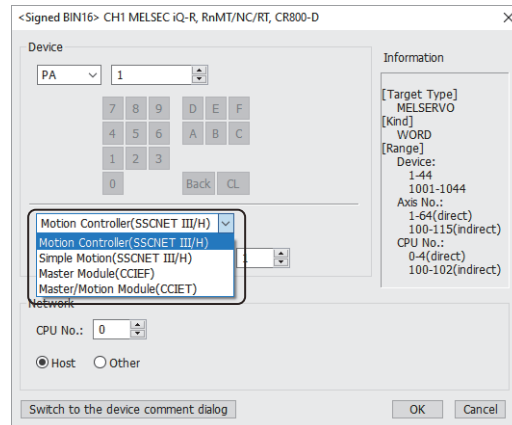 <Signed BIN16> CH1 MELSEC iQ-R, RnMT/NC/RT, CR800-D
Device
PA 1
7 8 9 D E F
4 5 6 A B C
1 2 3
0 Back CL
Motion Controller(SSCNET III/H)
Motion Controller(SSCNET III/H)
Simple Motion(SSCNET III/H)
Master Module(CCIEF)
Master/Motion Module(CCIET)
1
Network
CPU No.: 0
Host Other
Switch to the device comment dialog
Information
[Target Type]
MELSERVO
[Kind]
WORD
[Range]
Device:
1-44
1001-1044
Axis No.:
1-64(direct)
100-115(indirect)
CPU No.:
0-4(direct)
100-102(indirect)
OK Cancel